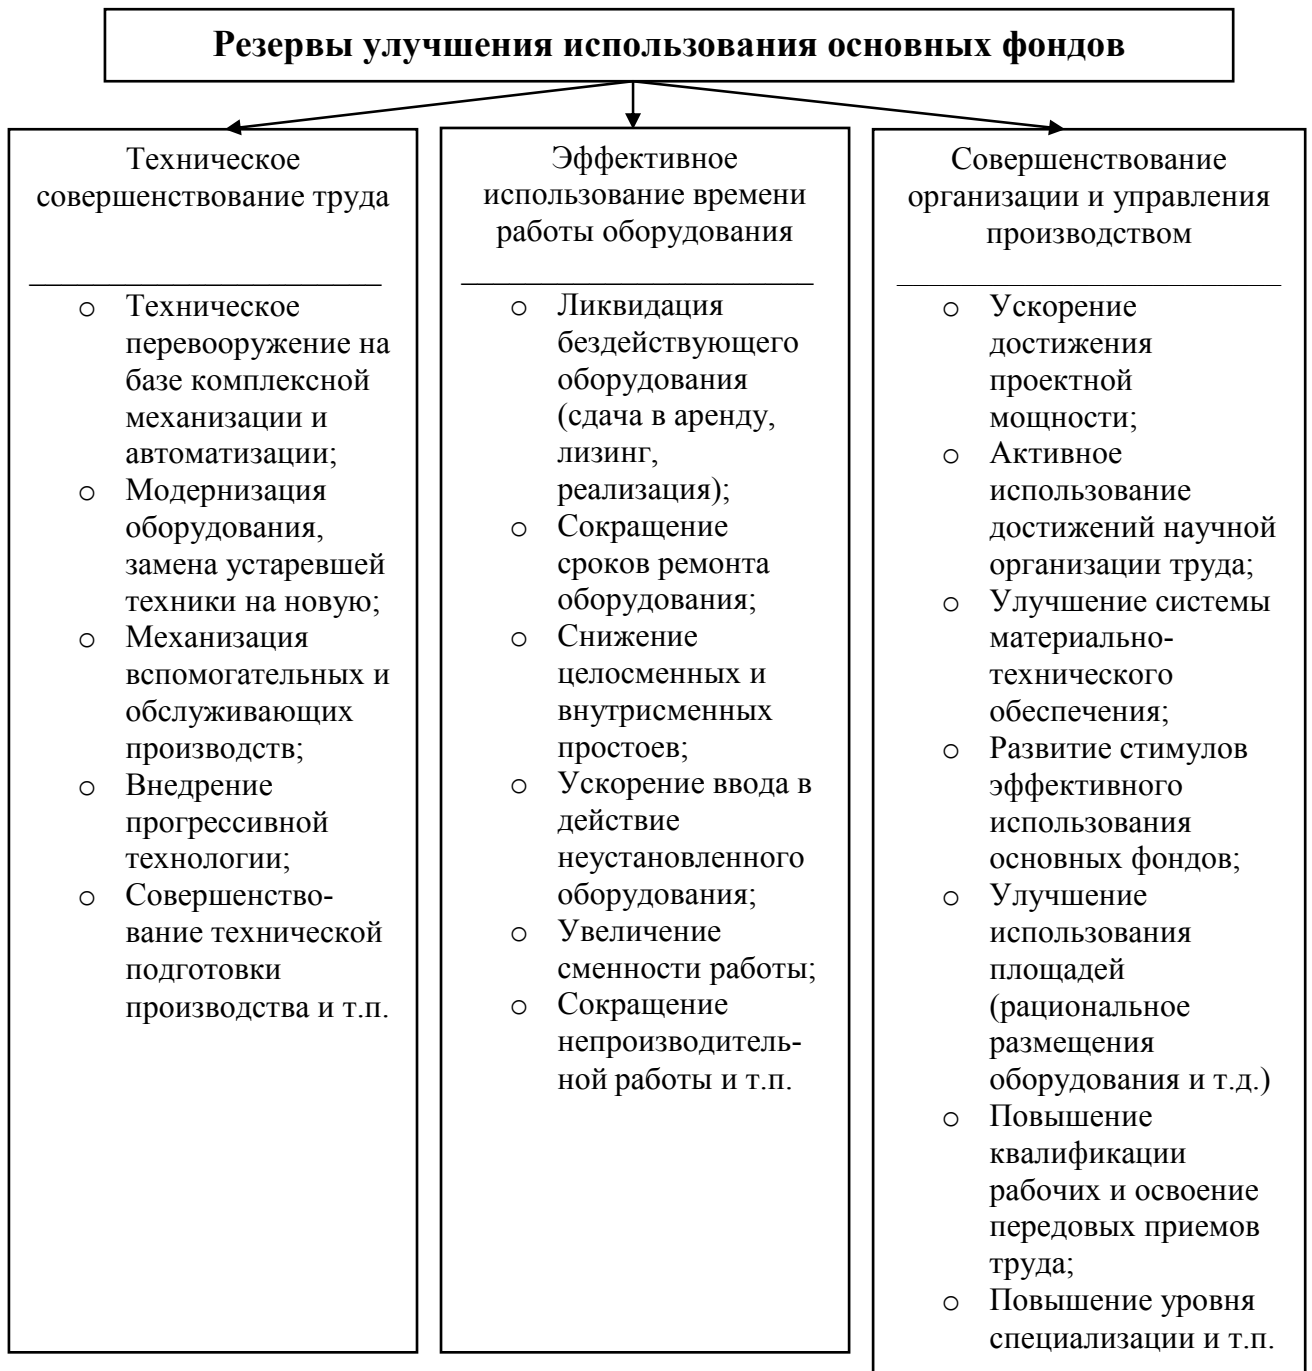 Резервы улучшения использования основных фондов
Техническое
совершенствование труда
o Техническое
перевооружение на
базе комплексной
механизации и
автоматизации;
o Модернизация
оборудования,
замена устаревшей
техники на новую;
o Механизация
вспомогательных и
обслуживающих
производств;
o Внедрение
прогрессивной
технологии;
o Совершенство-
вание технической
подготовки
производства и т.п.
Эффективное
использование времени
работы оборудования
o Ликвидация
бездействующего
оборудования
(сдача в аренду,
лизинг,
реализация);
o Сокращение
сроков ремонта
оборудования;
o Снижение
целосменных и
внутрисменных
простоев;
o Ускорение ввода в
действие
неустановленного
оборудования;
o Увеличение
сменности работы;
o Сокращение
непроизводитель-
ной работы и т.п.
Совершенствование
организации и управления
производством
o Ускорение
достижения
проектной
мощности;
o Активное
использование
достижений научной
организации труда;
o Улучшение системы
материально-
технического
обеспечения;
o Развитие стимулов
эффективного
использования
основных фондов;
o Улучшение
использования
площадей
(рациональное
размещения
оборудования и т.д.)
o Повышение
квалификации
рабочих и освоение
передовых приемов
труда;
o Повышение уровня
специализации и т.п.